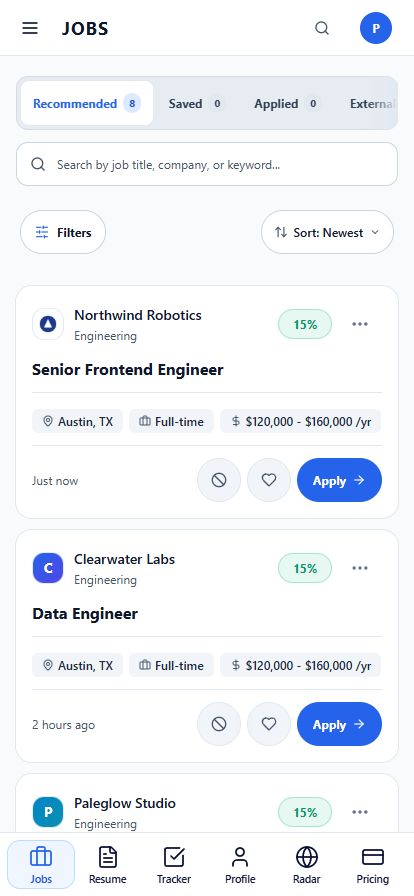 JOBS
P
Recommended 8 Saved 0 Applied 0 External
Search by job title, company, or keyword...
Filters Sort: Newest
Northwind Robotics
Engineering
15%
Senior Frontend Engineer
Austin, TX Full-time $120,000 - $160,000 /yr
Just now Apply
C
Clearwater Labs
Engineering
15%
Data Engineer
Austin, TX Full-time $120,000 - $160,000 /yr
2 hours ago Apply
P
Paleglow Studio
Engineering
15%
Jobs Resume Tracker Profile Radar Pricing